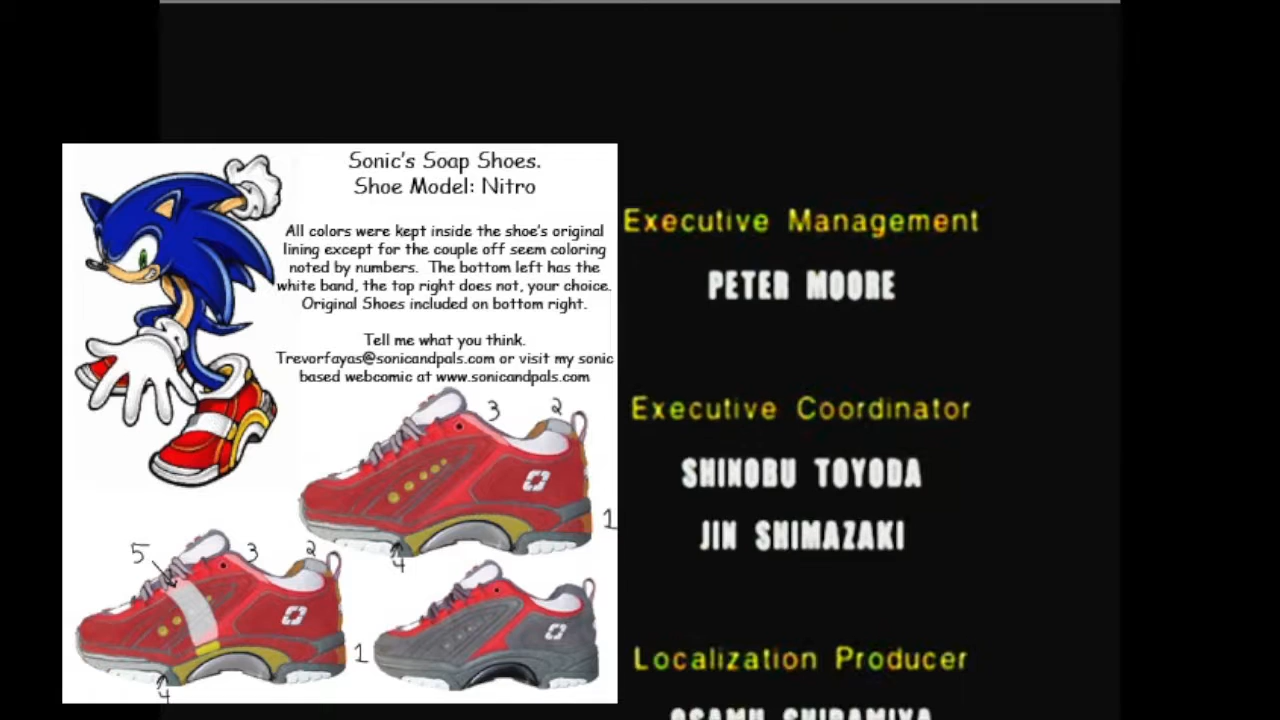 Sonic's Soap Shoes.
Shoe Model: Nitro
All colors were kept inside the shoe's original
lining except for the couple off seem coloring
noted by numbers. The bottom left has the
white band, the top right does not, your choice.
Original Shoes included on bottom right.
Tell me what you think.
Trevorfayas@sonicandpals.com or visit my sonic
based webcomic at www.sonicandpals.com
3
2
1
4
5
3
2
1
4
Executive Management
PETER MOORE
Executive Coordinator
SHINOBU TOYODA
JIN SHIMAZAKI
Localization Producer
OSAMU SHIBAMIYA